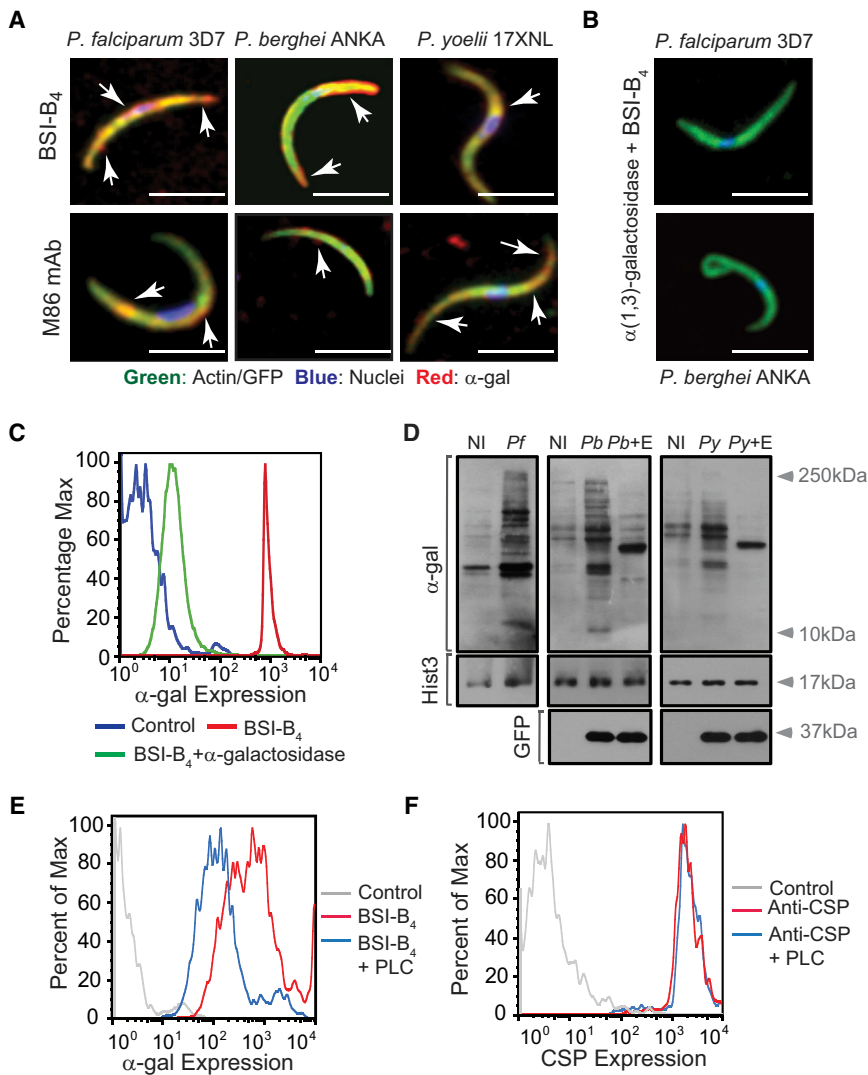 A
B
P. falciparum 3D7 P. berghei ANKA P. yoelii 17XNL
P. falciparum 3D7
BSI-B4
M86 mAb
α(1,3)-galactosidase + BSI-B4
P. berghei ANKA
Green: Actin/GFP Blue: Nuclei Red: α-gal
C
Percentage Max
100
80
60
40
20
0
10^0 10^1 10^2 10^3 10^4
α-gal Expression
Control BSI-B4
BSI-B4+α-galactosidase
D
NI Pf NI Pb Pb+E NI Py Py+E
α-gal
250kDa
10kDa
Hist3
17kDa
GFP
37kDa
E
Percent of Max
100
80
60
40
20
0
10^0 10^1 10^2 10^3 10^4
α-gal Expression
Control
BSI-B4
BSI-B4
+ PLC
F
Percent of Max
100
80
60
40
20
0
10^0 10^1 10^2 10^3 10^4
CSP Expression
Control
Anti-CSP
Anti-CSP
+ PLC